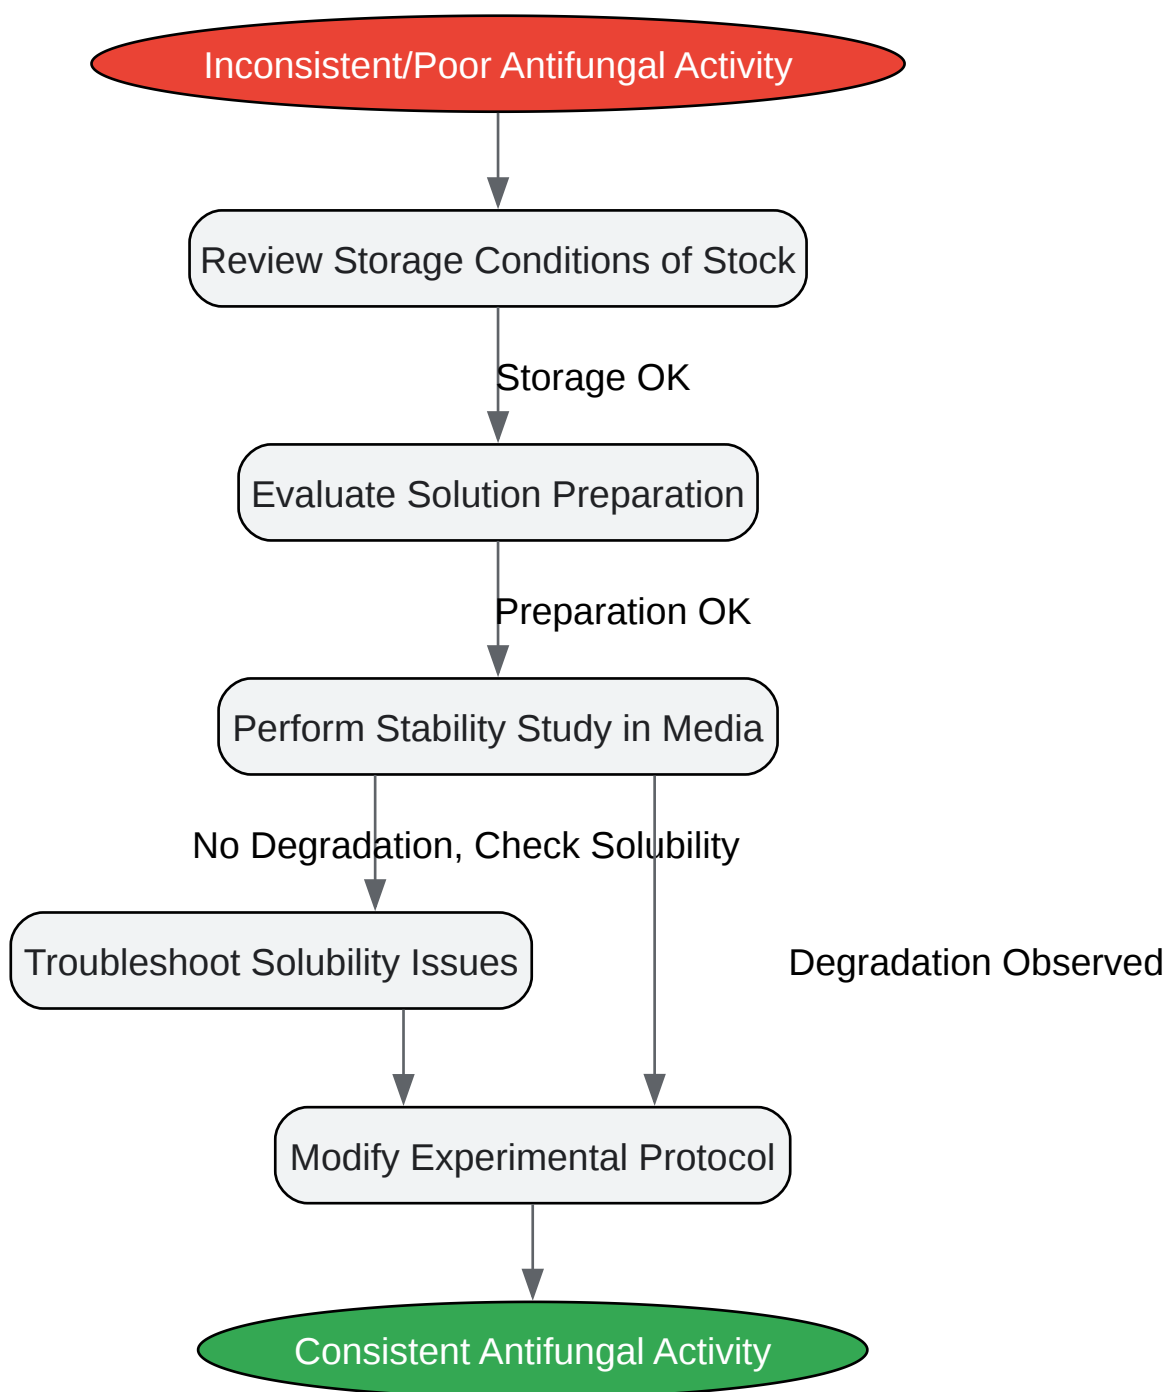 Inconsistent/Poor Antifungal Activity
Review Storage Conditions of Stock
Storage OK
Evaluate Solution Preparation
Preparation OK
Perform Stability Study in Media
No Degradation, Check Solubility
Troubleshoot Solubility Issues
Degradation Observed
Modify Experimental Protocol
Consistent Antifungal Activity